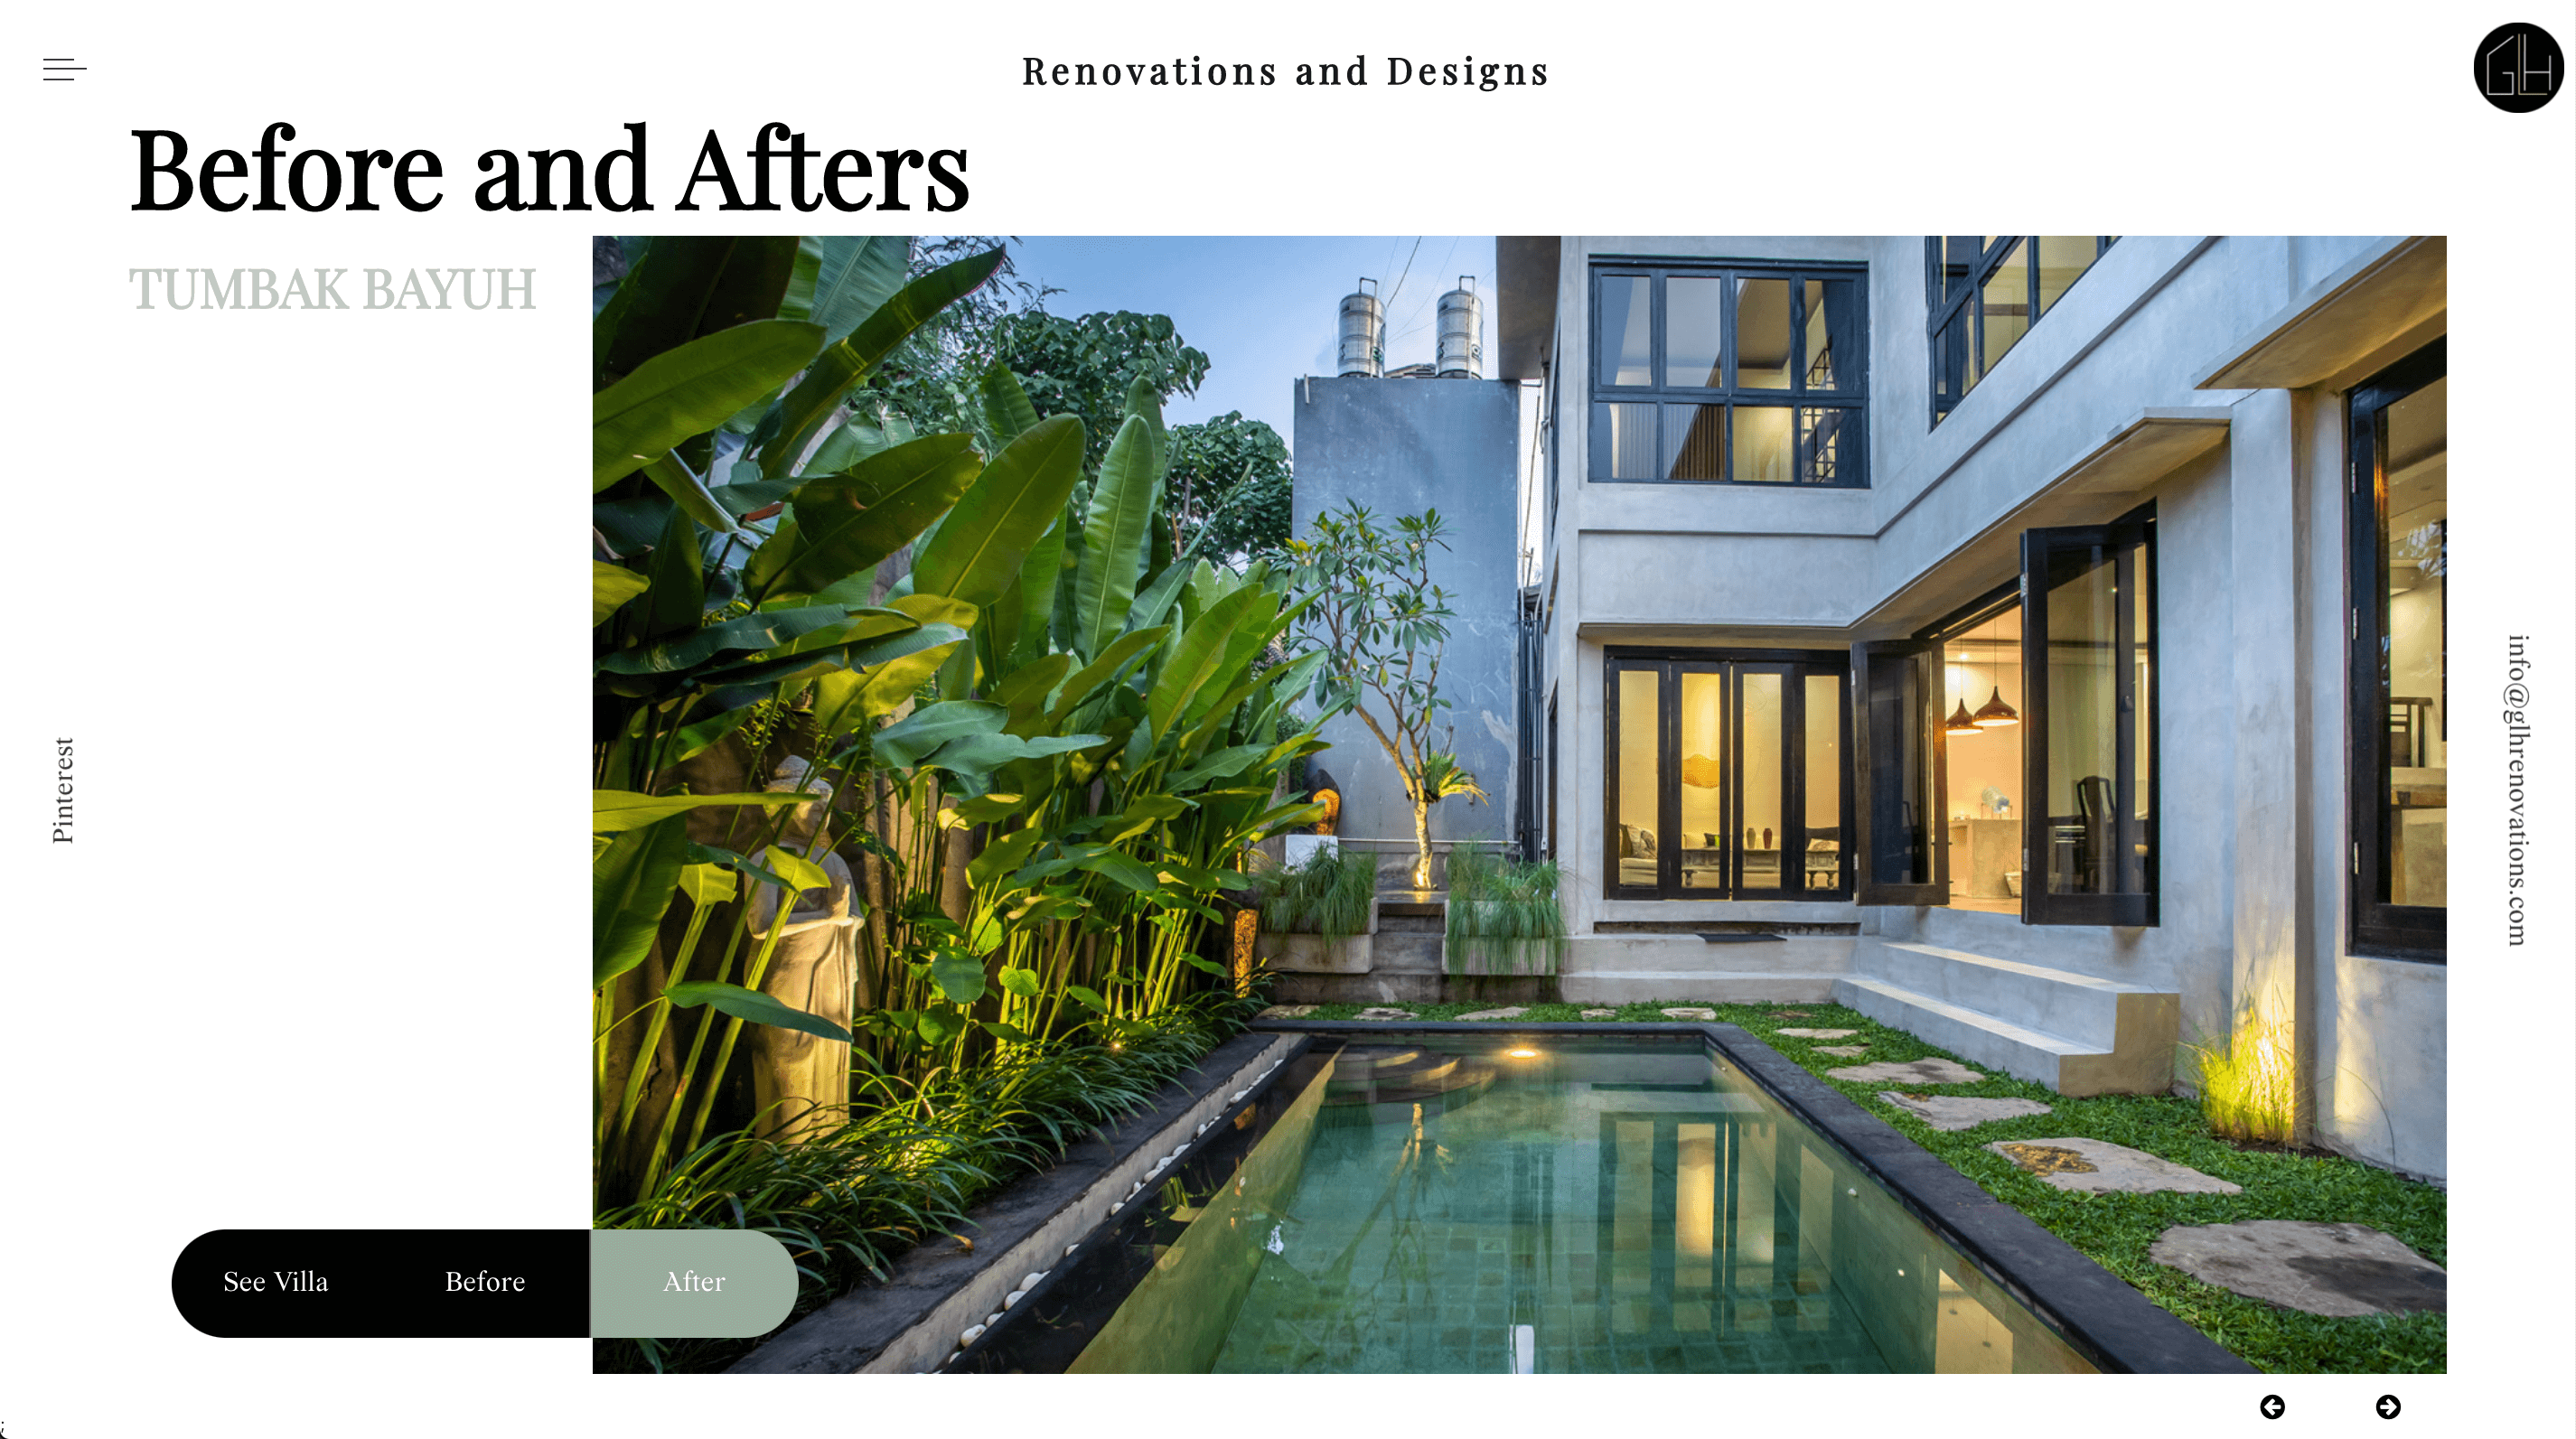 Renovations and Designs
GLH
Before and Afters
TUMBAK BAYUH
Pinterest
info@glhrenovations.com
See Villa
Before
After